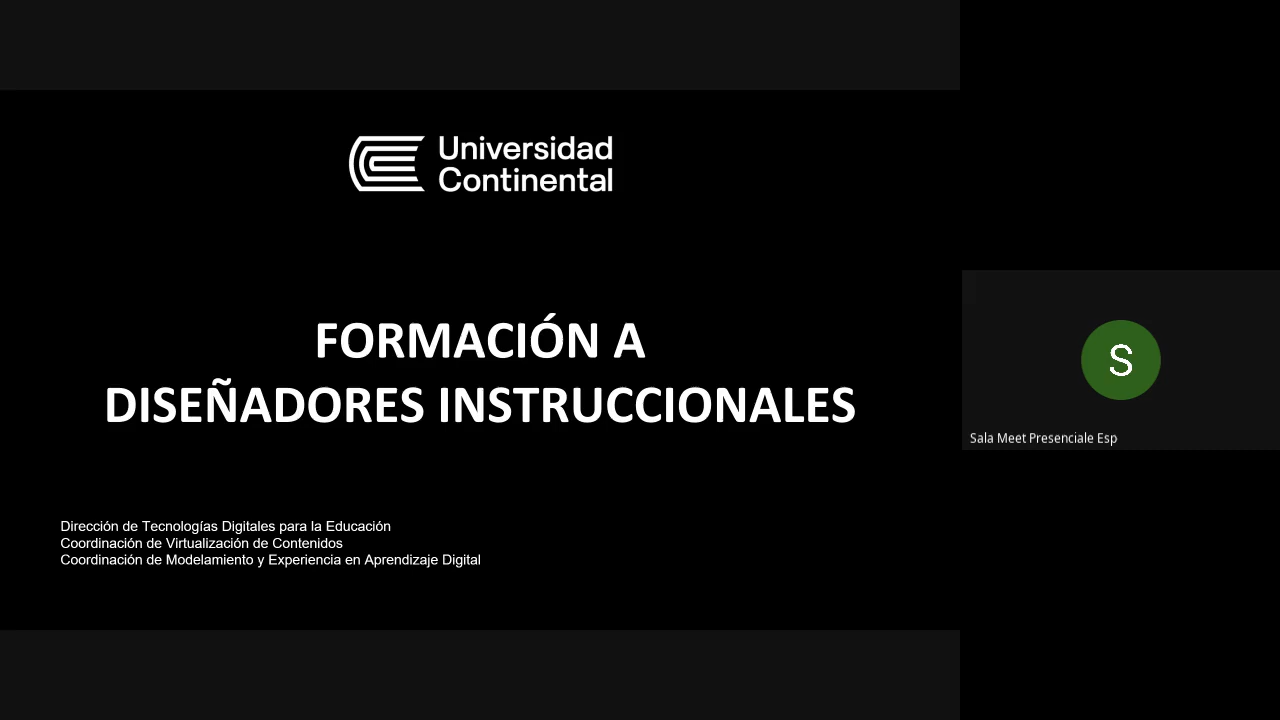 Universidad
Continental
FORMACIÓN A
DISEÑADORES INSTRUCCIONALES
Dirección de Tecnologías Digitales para la Educación
Coordinación de Virtualización de Contenidos
Coordinación de Modelamiento y Experiencia en Aprendizaje Digital
S
Sala Meet Presenciale Esp